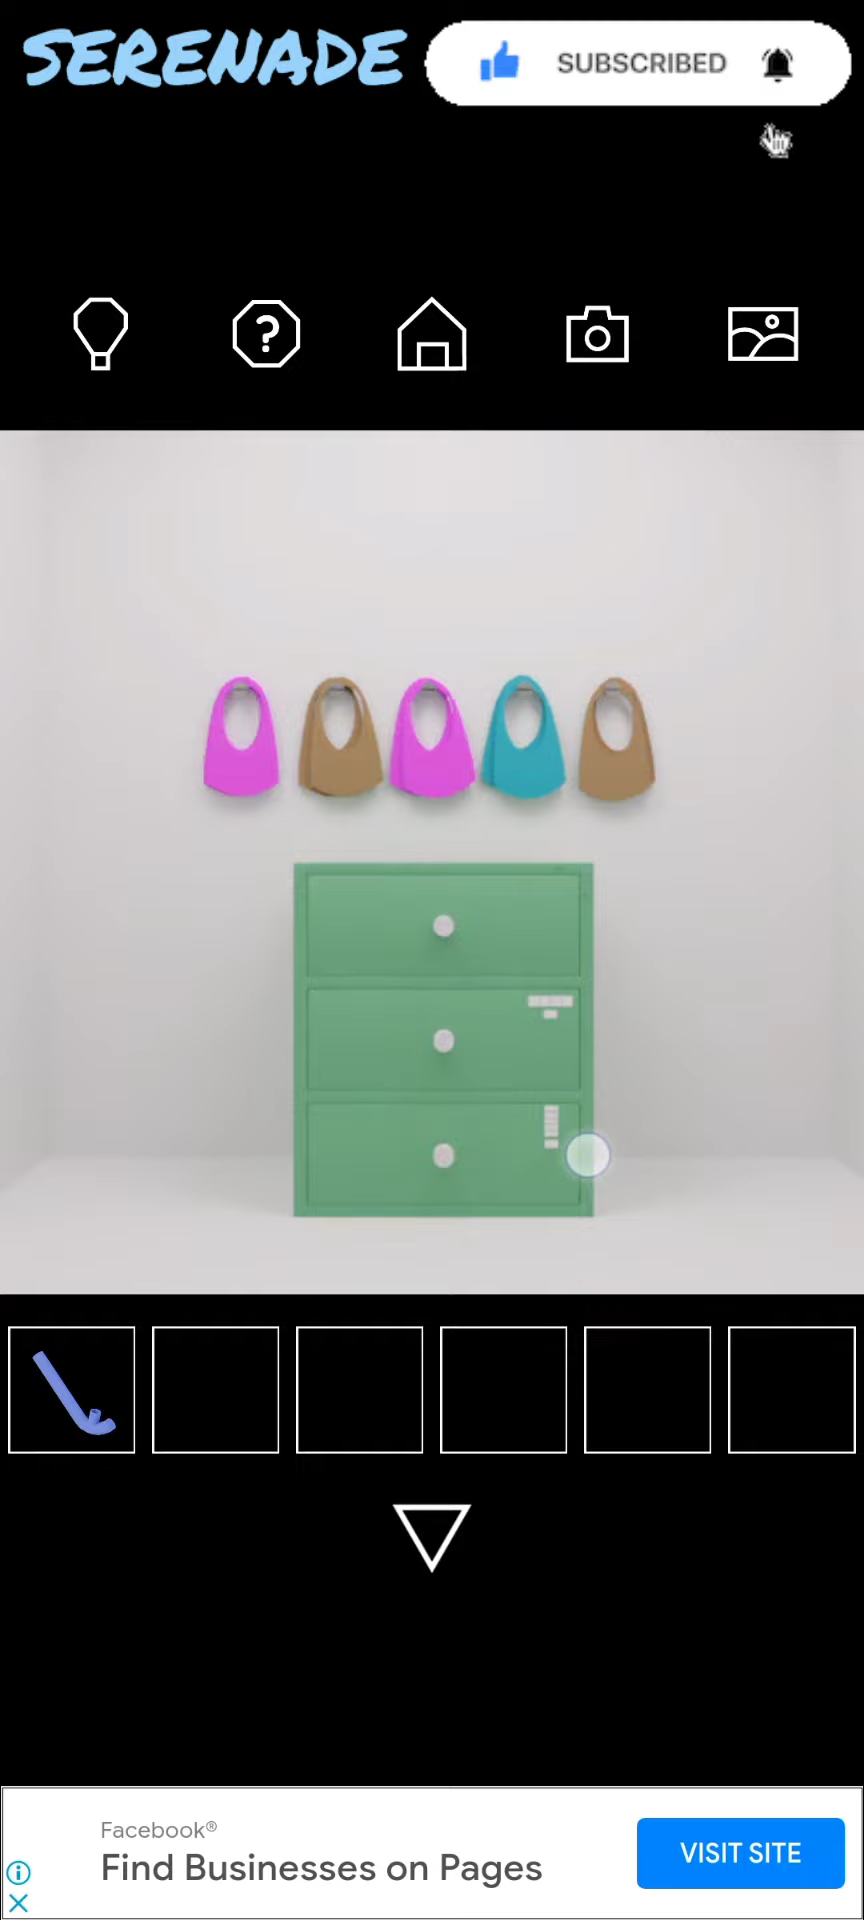 SERENADE
SUBSCRIBED
?
Facebook®
Find Businesses on Pages
VISIT SITE